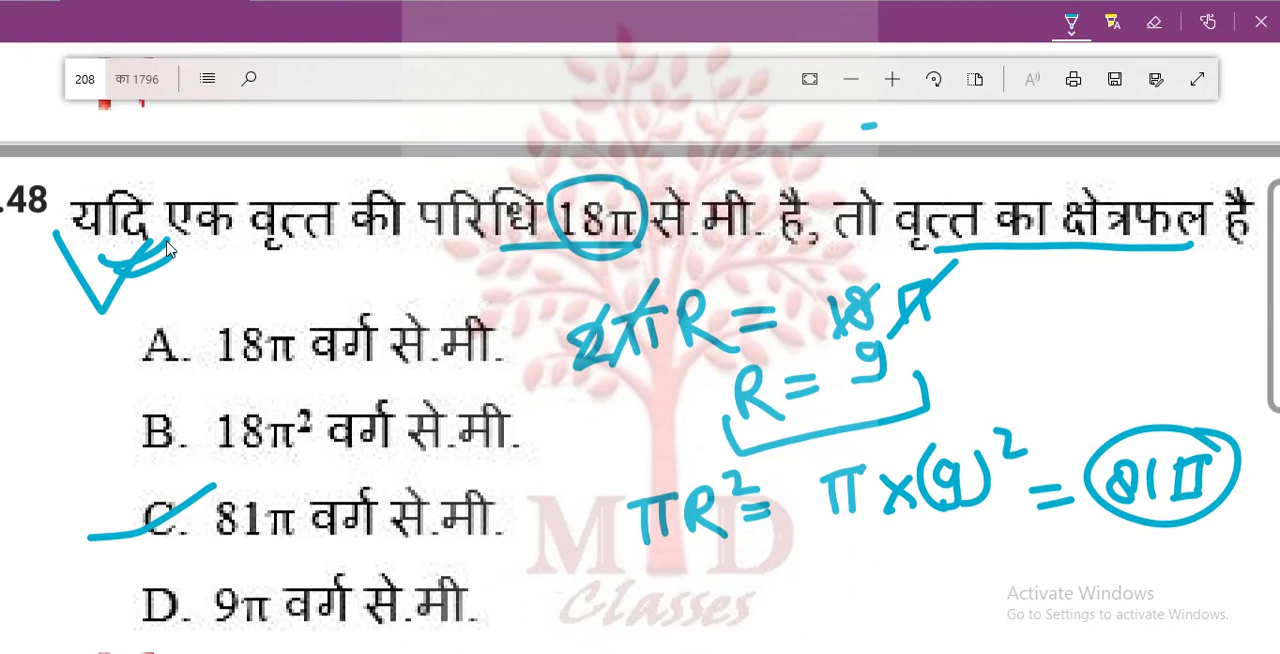 208 का 1796
.48 यदि एक वृत्त की परिधि 18π से.मी. है, तो वृत्त का क्षेत्रफल है
A. 18π वर्ग से.मी.
2πR = 18 π
9
R =
B. 18π² वर्ग से.मी.
πR² = π×(9)² = 81π
C. 81π वर्ग से.मी.
MD
Classes
D. 9π वर्ग से.मी.
Activate Windows
Go to Settings to activate Windows.